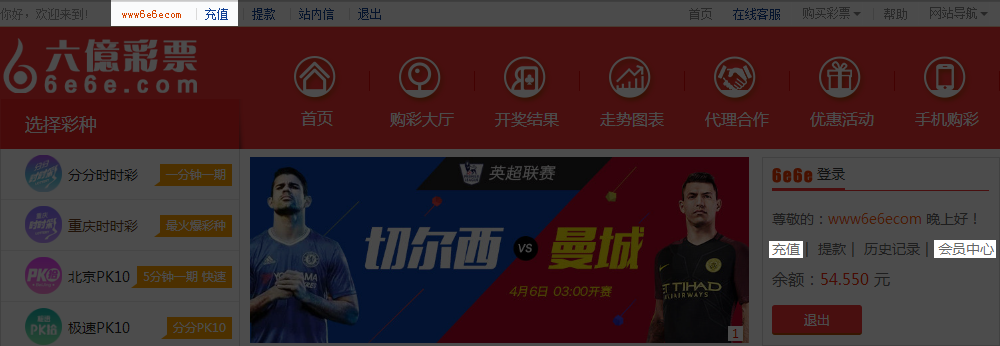 你好，欢迎来到！ www6e6ecom 充值 提款 站内信 退出 首页 在线客服 购买彩票 帮助 网站导航
六億彩票
6e6e.com
首页 购彩大厅 开奖结果 走势图表 代理合作 优惠活动 手机购彩
选择彩种
分分时时彩 一分钟一期
重庆时时彩 最火爆彩种
北京PK10 5分钟一期 快速
极速PK10 分分PK10
英超联赛
切尔西 VS 曼城
4月6日 03:00开赛
ETIHAD
AIRWAYS
1
6e6e 登录
尊敬的：www6e6ecom 晚上好！
充值 | 提款 | 历史记录 | 会员中心
余额：54.550 元
退出